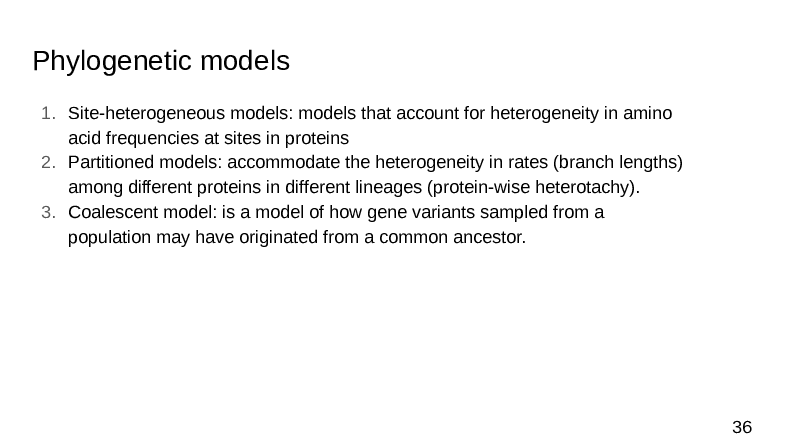 Phylogenetic models
1. Site-heterogeneous models: models that account for heterogeneity in amino
acid frequencies at sites in proteins
2. Partitioned models: accommodate the heterogeneity in rates (branch lengths)
among different proteins in different lineages (protein-wise heterotachy).
3. Coalescent model: is a model of how gene variants sampled from a
population may have originated from a common ancestor.
36